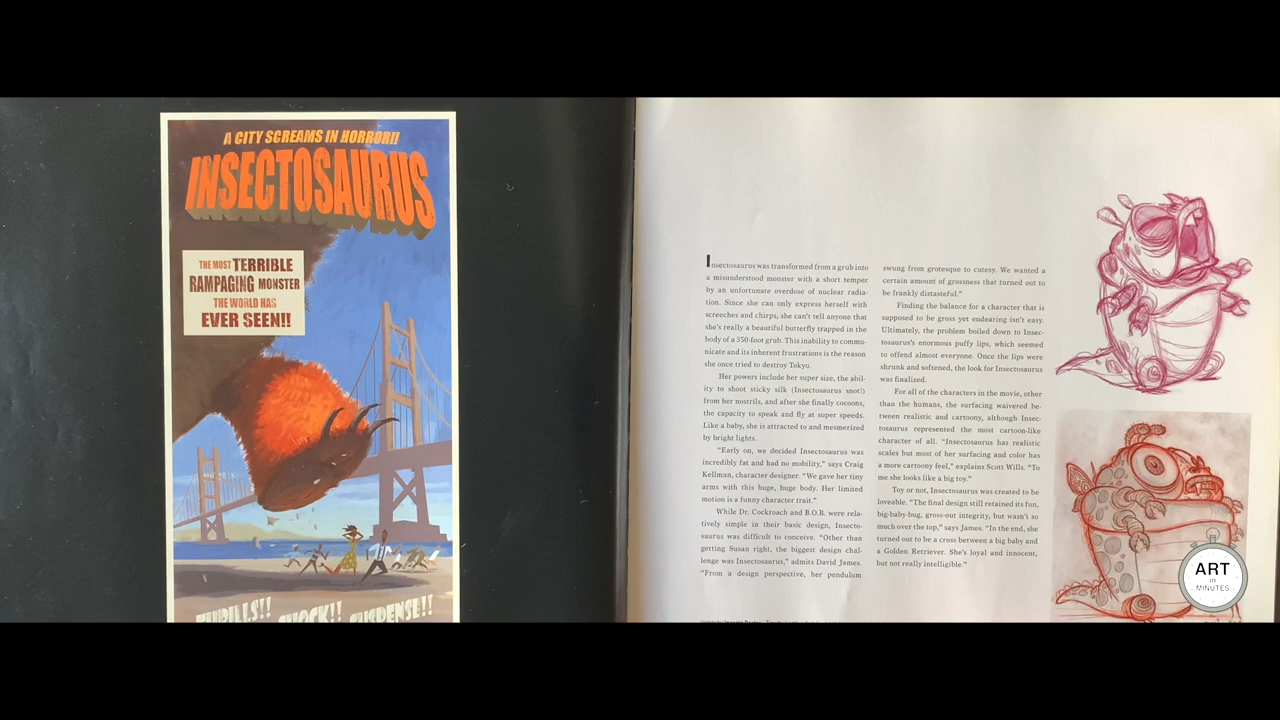 A CITY SCREAMS IN HORROR!!
INSECTOSAURUS
THE MOST TERRIBLE
RAMPAGING MONSTER
THE WORLD HAS
EVER SEEN!!
THRILLS!! SHOCK!! SUSPENSE!!
Insectosaurus was transformed from a grub into
a misunderstood monster with a short temper
by an unfortunate overdose of nuclear radia-
tion. Since she can only express herself with
screeches and chirps, she can't tell anyone that
she's really a beautiful butterfly trapped in the
body of a 350-foot grub. This inability to commu-
nicate and its inherent frustrations is the reason
she once tried to destroy Tokyo.
Her powers include her super size, the abil-
ity to shoot sticky silk (Insectosaurus snot!)
from her nostrils, and after she finally cocoons,
the capacity to speak and fly at super speeds.
Like a baby, she is attracted to and mesmerized
by bright lights.
"Early on, we decided Insectosaurus was
incredibly fat and had no mobility," says Craig
Kellman, character designer. "We gave her tiny
arms with this huge, huge body. Her limited
motion is a funny character trait."
While Dr. Cockroach and B.O.B. were rela-
tively simple in their basic design, Insecto-
saurus was difficult to conceive. "Other than
getting Susan right, the biggest design chal-
lenge was Insectosaurus," admits David James.
"From a design perspective, her pendulum
swung from grotesque to cutesy. We wanted a
certain amount of grossness that turned out to
be frankly distasteful."
Finding the balance for a character that is
supposed to be gross yet endearing isn't easy.
Ultimately, the problem boiled down to Insec-
tosaurus's enormous puffy lips, which seemed
to offend almost everyone. Once the lips were
shrunk and softened, the look for Insectosaurus
was finalized.
For all of the characters in the movie, other
than the humans, the surfacing waivered be-
tween realistic and cartoony, although Insec-
tosaurus represented the most cartoon-like
character of all. "Insectosaurus has realistic
scales but most of her surfacing and color has
a more cartoony feel," explains Scott Wills. "To
me she looks like a big toy."
Toy or not, Insectosaurus was created to be
loveable. "The final design still retained its fun,
big-baby-bug, gross-out integrity, but wasn't so
much over the top," says James. "In the end, she
turned out to be a cross between a big baby and
a Golden Retriever. She's loyal and innocent,
but not really intelligible."
ART
in
MINUTES